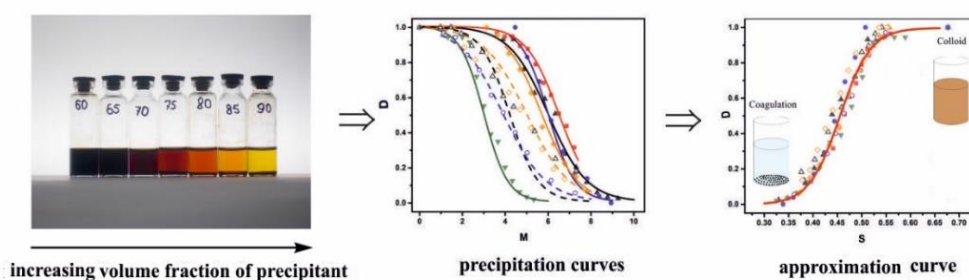 60 65 70 75 80 85 90
increasing volume fraction of precipitant
1.0
0.8
0.6
0.4
0.2
0.0
D
0 2 4 6 8 10
M
precipitation curves
1.0
0.8
0.6
0.4
0.2
0.0
D
Colloid
Coagulation
0.30 0.35 0.40 0.45 0.50 0.55 0.60 0.65 0.70
S
approximation curve